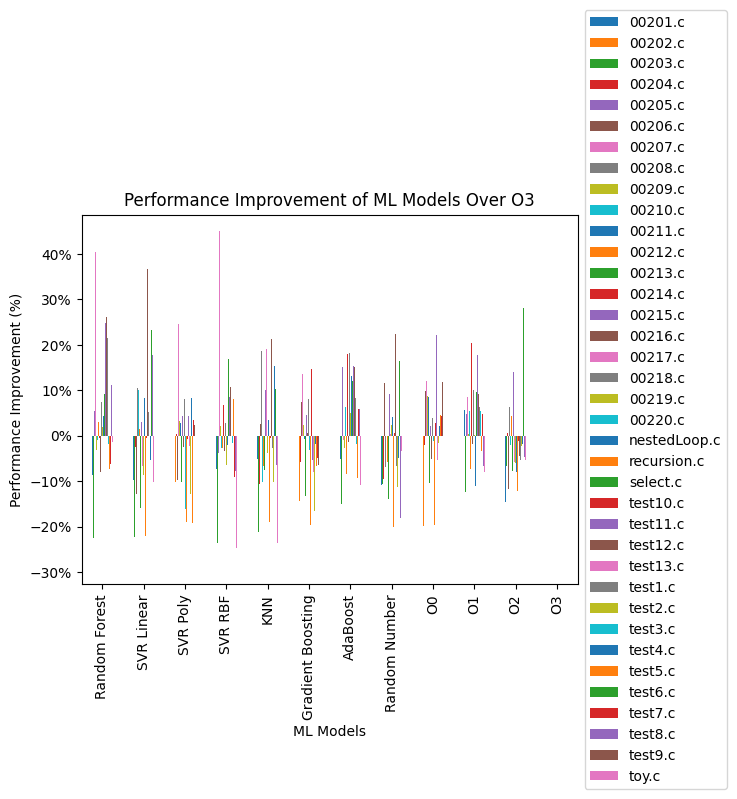 Performance Improvement of ML Models Over O3
Performance Improvement (%)
40%
30%
20%
10%
0%
−10%
−20%
−30%
Random Forest
SVR Linear
SVR Poly
SVR RBF
KNN
Gradient Boosting
AdaBoost
Random Number
O0
O1
O2
O3
ML Models
00201.c
00202.c
00203.c
00204.c
00205.c
00206.c
00207.c
00208.c
00209.c
00210.c
00211.c
00212.c
00213.c
00214.c
00215.c
00216.c
00217.c
00218.c
00219.c
00220.c
nestedLoop.c
recursion.c
select.c
test10.c
test11.c
test12.c
test13.c
test1.c
test2.c
test3.c
test4.c
test5.c
test6.c
test7.c
test8.c
test9.c
toy.c